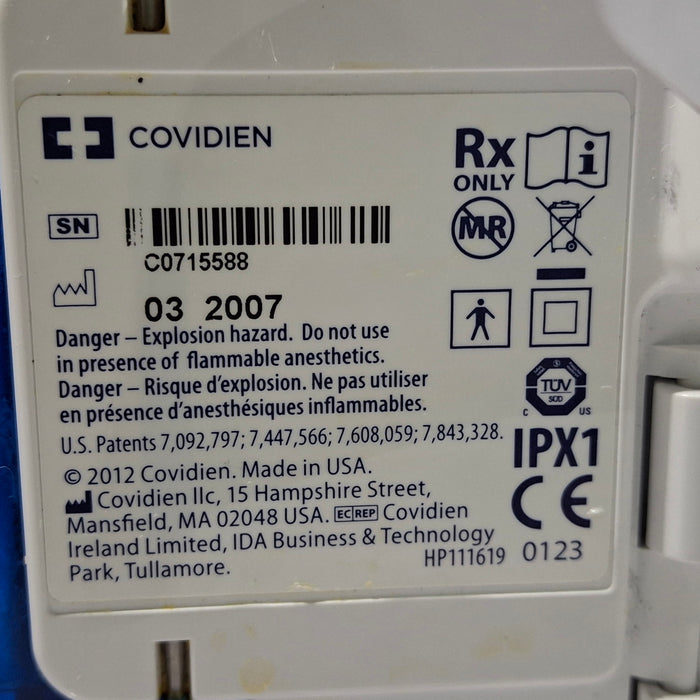 COVIDIEN
Rx
ONLY
i
SN
C0715588
MR
03 2007
Danger – Explosion hazard. Do not use
in presence of flammable anesthetics.
Danger – Risque d'explosion. Ne pas utiliser
en présence d'anesthésiques inflammables.
TÜV
SÜD
C US
U.S. Patents 7,092,797; 7,447,566; 7,608,059; 7,843,328.
IPX1
© 2012 Covidien. Made in USA.
Covidien llc, 15 Hampshire Street,
Mansfield, MA 02048 USA. EC REP Covidien
Ireland Limited, IDA Business & Technology
Park, Tullamore.
HP111619
CE
0123